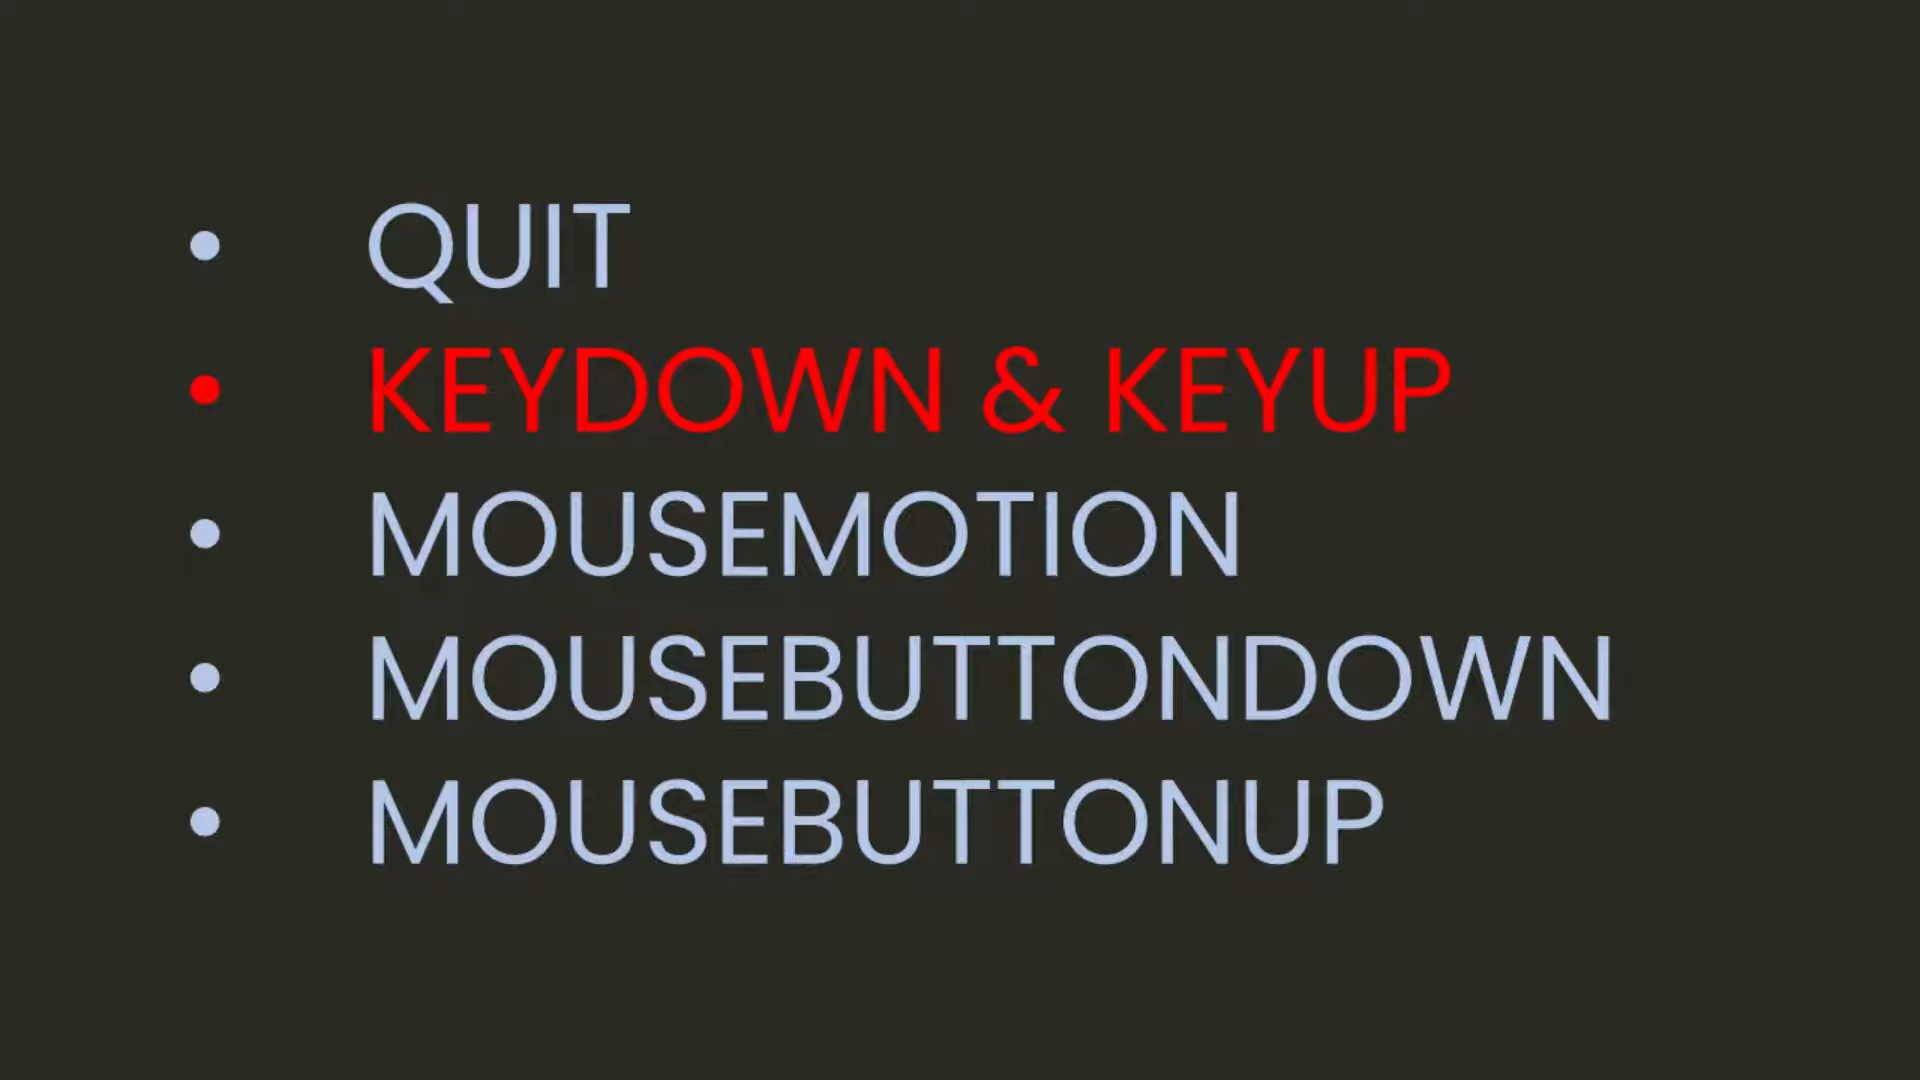 • QUIT
• KEYDOWN & KEYUP
• MOUSEMOTION
• MOUSEBUTTONDOWN
• MOUSEBUTTONUP